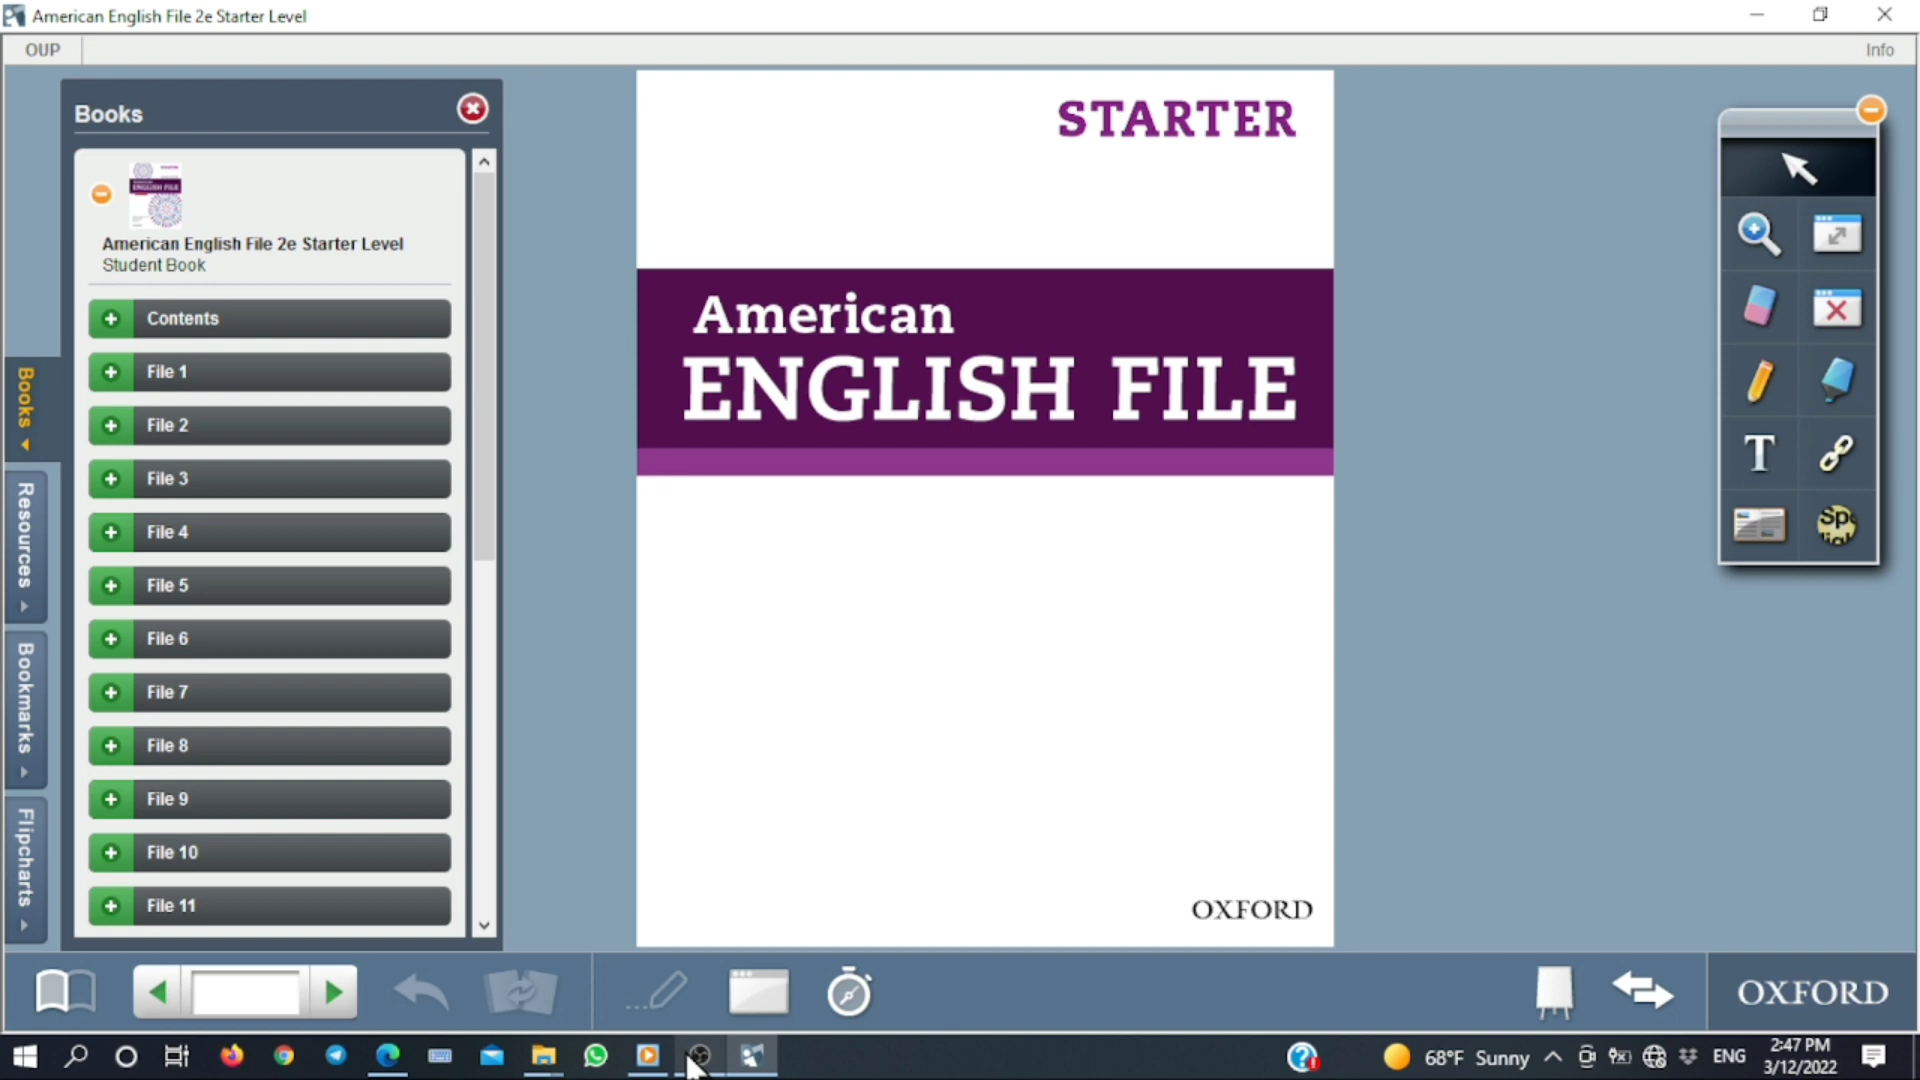 American English File 2e Starter Level
OUP
Info
Books
ENGLISH FILE
American English File 2e Starter Level
Student Book
Contents
File 1
File 2
File 3
File 4
File 5
File 6
File 7
File 8
File 9
File 10
File 11
Books
Resources
Bookmarks
Flipcharts
STARTER
American
ENGLISH FILE
OXFORD
T
OXFORD
68°F Sunny
ENG
2:47 PM
3/12/2022